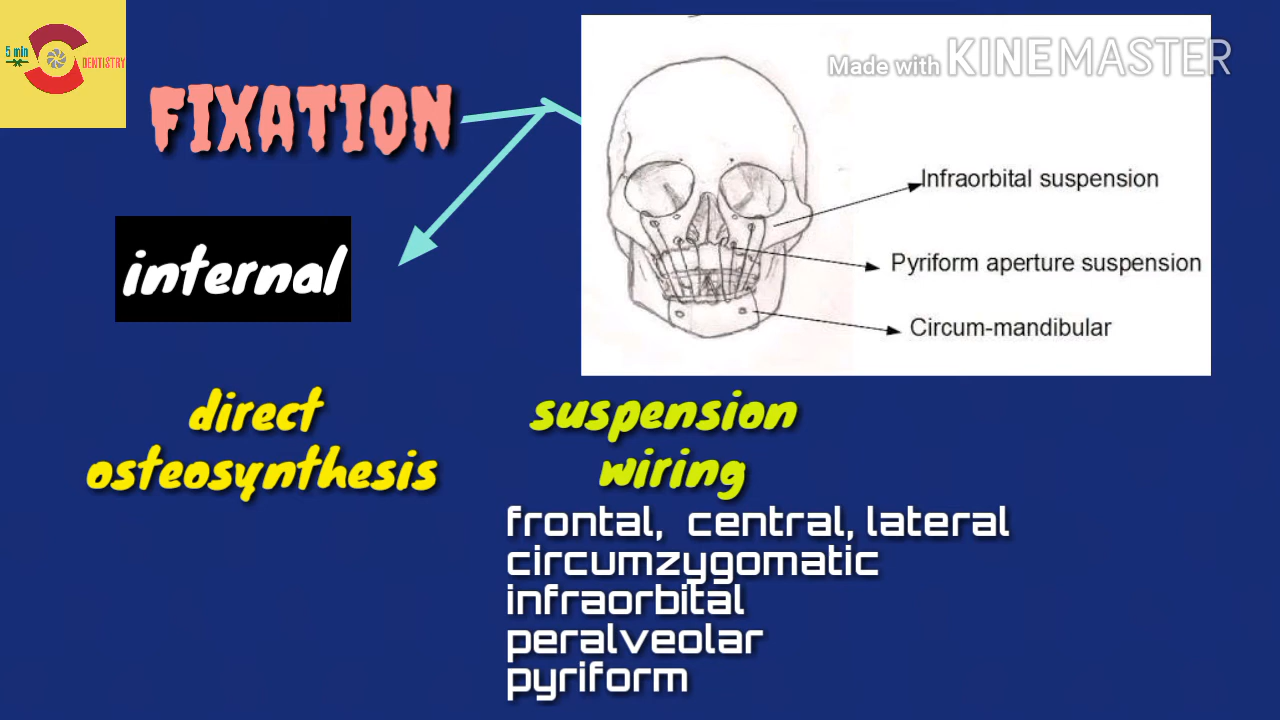 5 min
DENTISTRY
FIXATION
Made with KINEMASTER
Infraorbital suspension
Pyriform aperture suspension
Circum-mandibular
internal
direct
osteosynthesis
suspension
wiring
frontal, central, lateral
circumzygomatic
infraorbital
peralveolar
pyriform